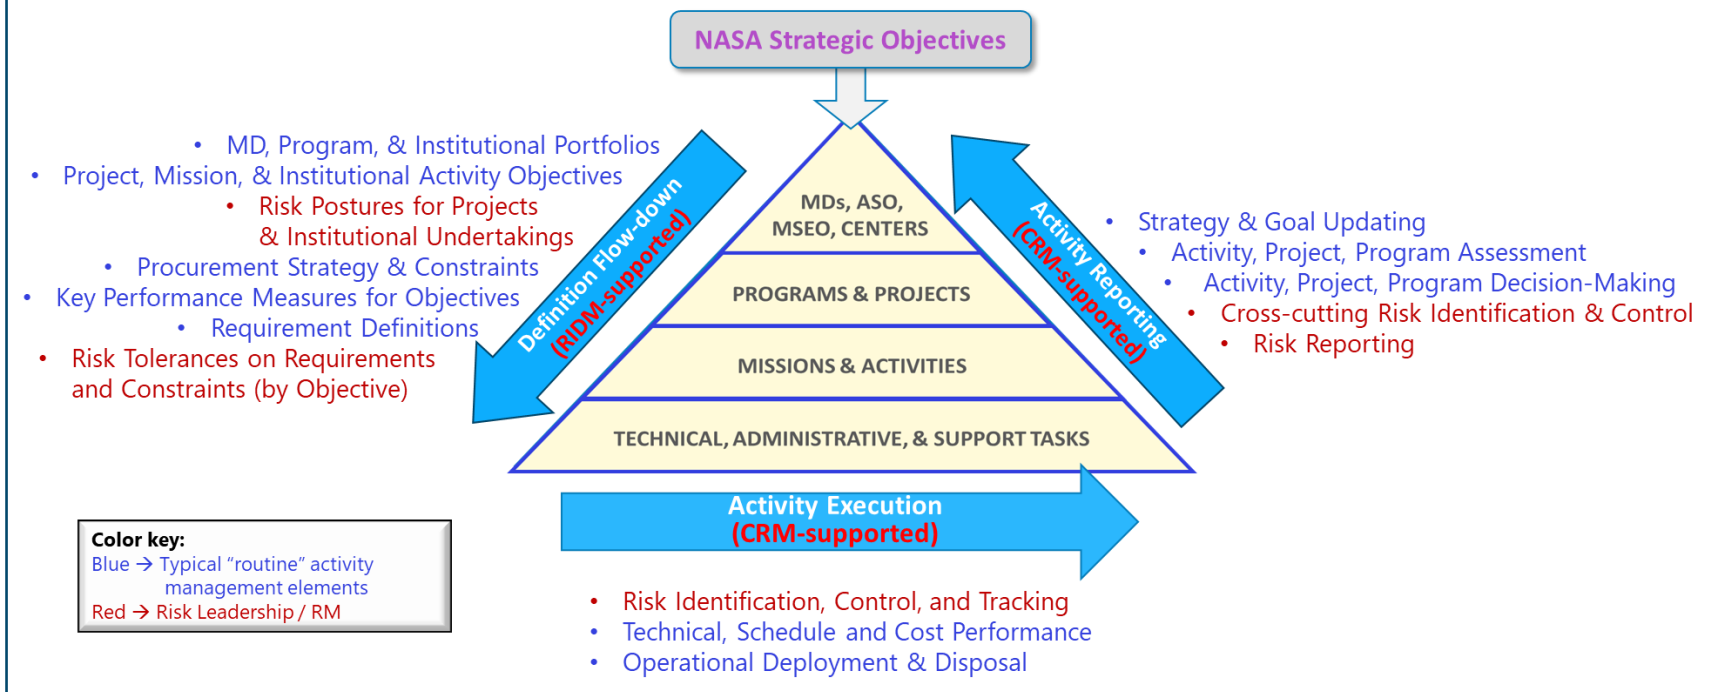 NASA Strategic Objectives
• MD, Program, & Institutional Portfolios
• Project, Mission, & Institutional Activity Objectives
• Risk Postures for Projects
& Institutional Undertakings
• Procurement Strategy & Constraints
• Key Performance Measures for Objectives
• Requirement Definitions
• Risk Tolerances on Requirements
and Constraints (by Objective)
Definition Flow-down
(RIDM-supported)
MDs, ASO,
MSEO, CENTERS
PROGRAMS & PROJECTS
MISSIONS & ACTIVITIES
TECHNICAL, ADMINISTRATIVE, & SUPPORT TASKS
Activity Reporting
(CRM-supported)
• Strategy & Goal Updating
• Activity, Project, Program Assessment
• Activity, Project, Program Decision-Making
• Cross-cutting Risk Identification & Control
• Risk Reporting
Activity Execution
(CRM-supported)
• Risk Identification, Control, and Tracking
• Technical, Schedule and Cost Performance
• Operational Deployment & Disposal
Color key:
Blue → Typical “routine” activity
management elements
Red → Risk Leadership / RM